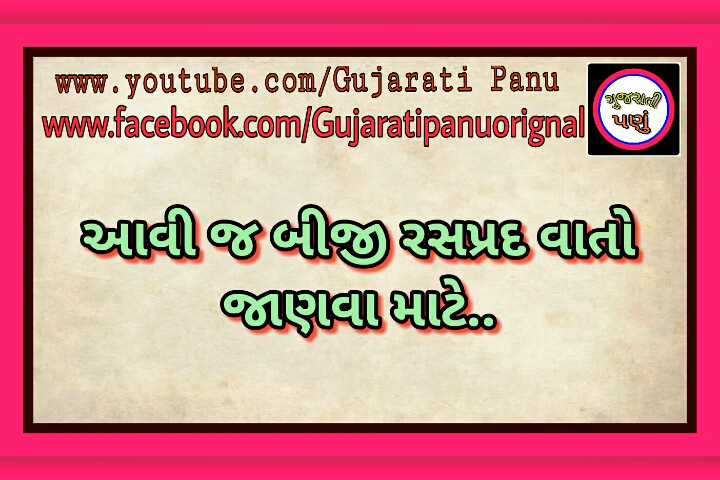 www.youtube.com/Gujarati Panu
www.facebook.com/Gujaratipanuorignal
ગુજરાતી
પણું
આવી જ બીજી રસપ્રદ વાતો
જાણવા માટે..